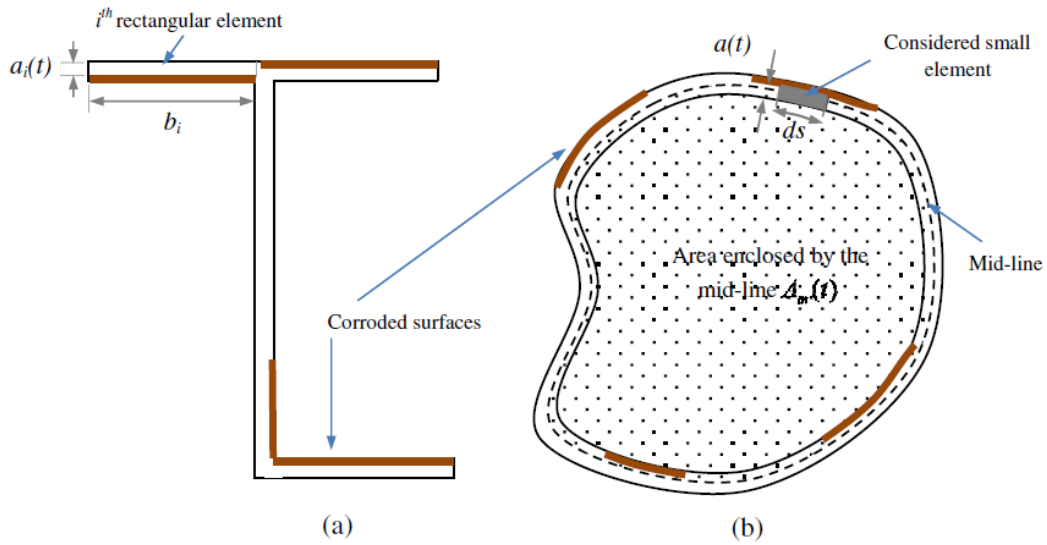 i^th rectangular element
a_i(t)
b_i
Corroded surfaces
(a)
a(t)
Considered small
element
ds
Area enclosed by the
mid-line A_m(t)
Mid-line
(b)